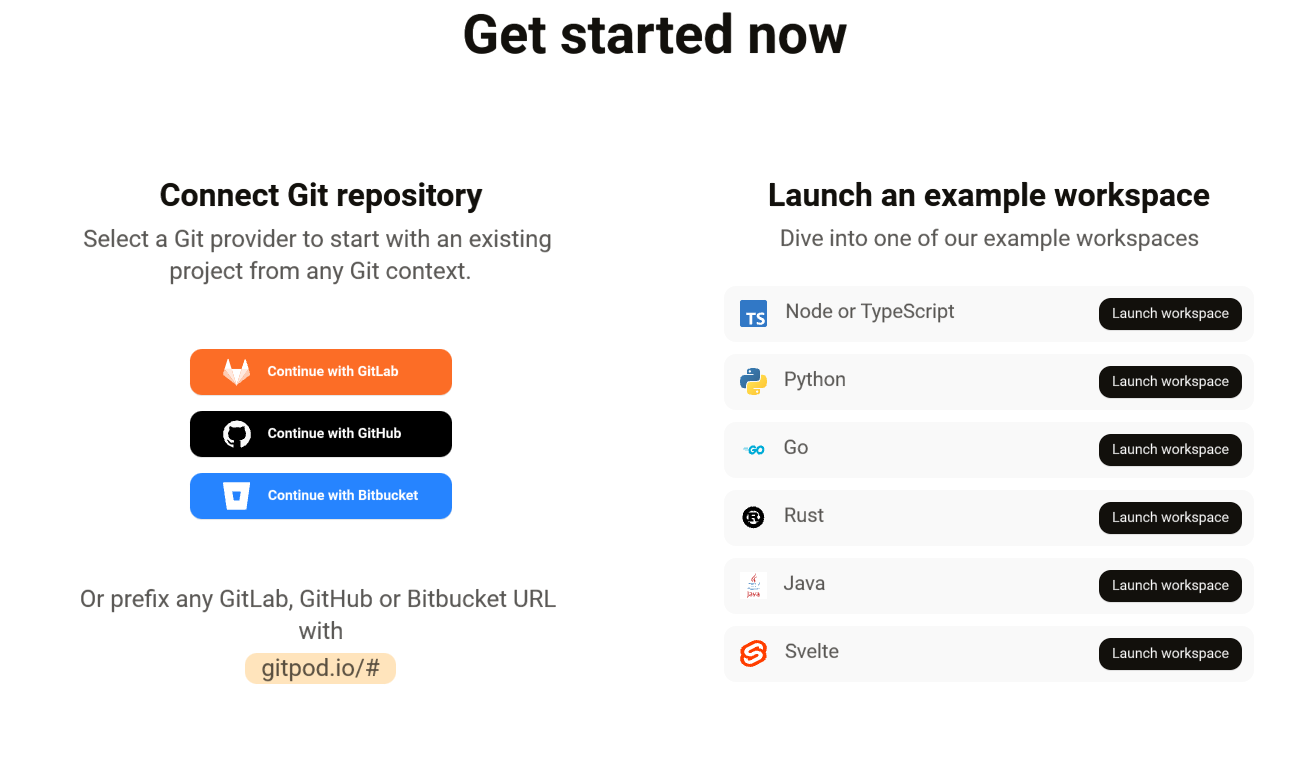 Get started now
Connect Git repository
Select a Git provider to start with an existing
project from any Git context.
Continue with GitLab
Continue with GitHub
Continue with Bitbucket
Or prefix any GitLab, GitHub or Bitbucket URL
with
gitpod.io/#
Launch an example workspace
Dive into one of our example workspaces
TS Node or TypeScript Launch workspace
Python Launch workspace
GO Go Launch workspace
R Rust Launch workspace
Java Java Launch workspace
Svelte Launch workspace